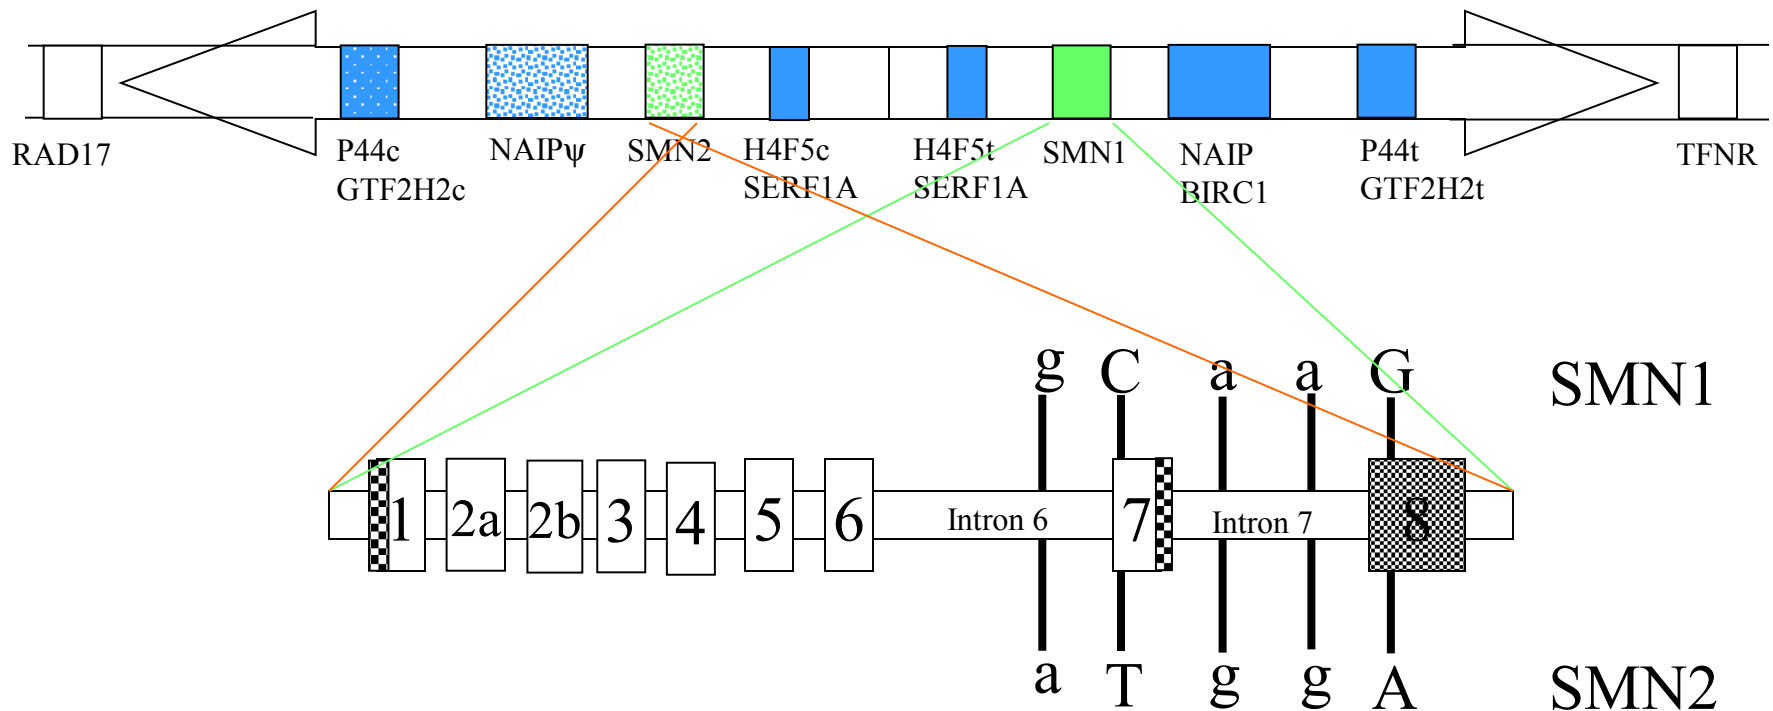 RAD17
P44c
GTF2H2c
NAIPψ
SMN2
H4F5c
SERF1A
H4F5t
SERF1A
SMN1
NAIP
BIRC1
P44t
GTF2H2t
TFNR
g C a a G
SMN1
1 2a 2b 3 4 5 6 Intron 6 7 Intron 7 8
a T g g A
SMN2